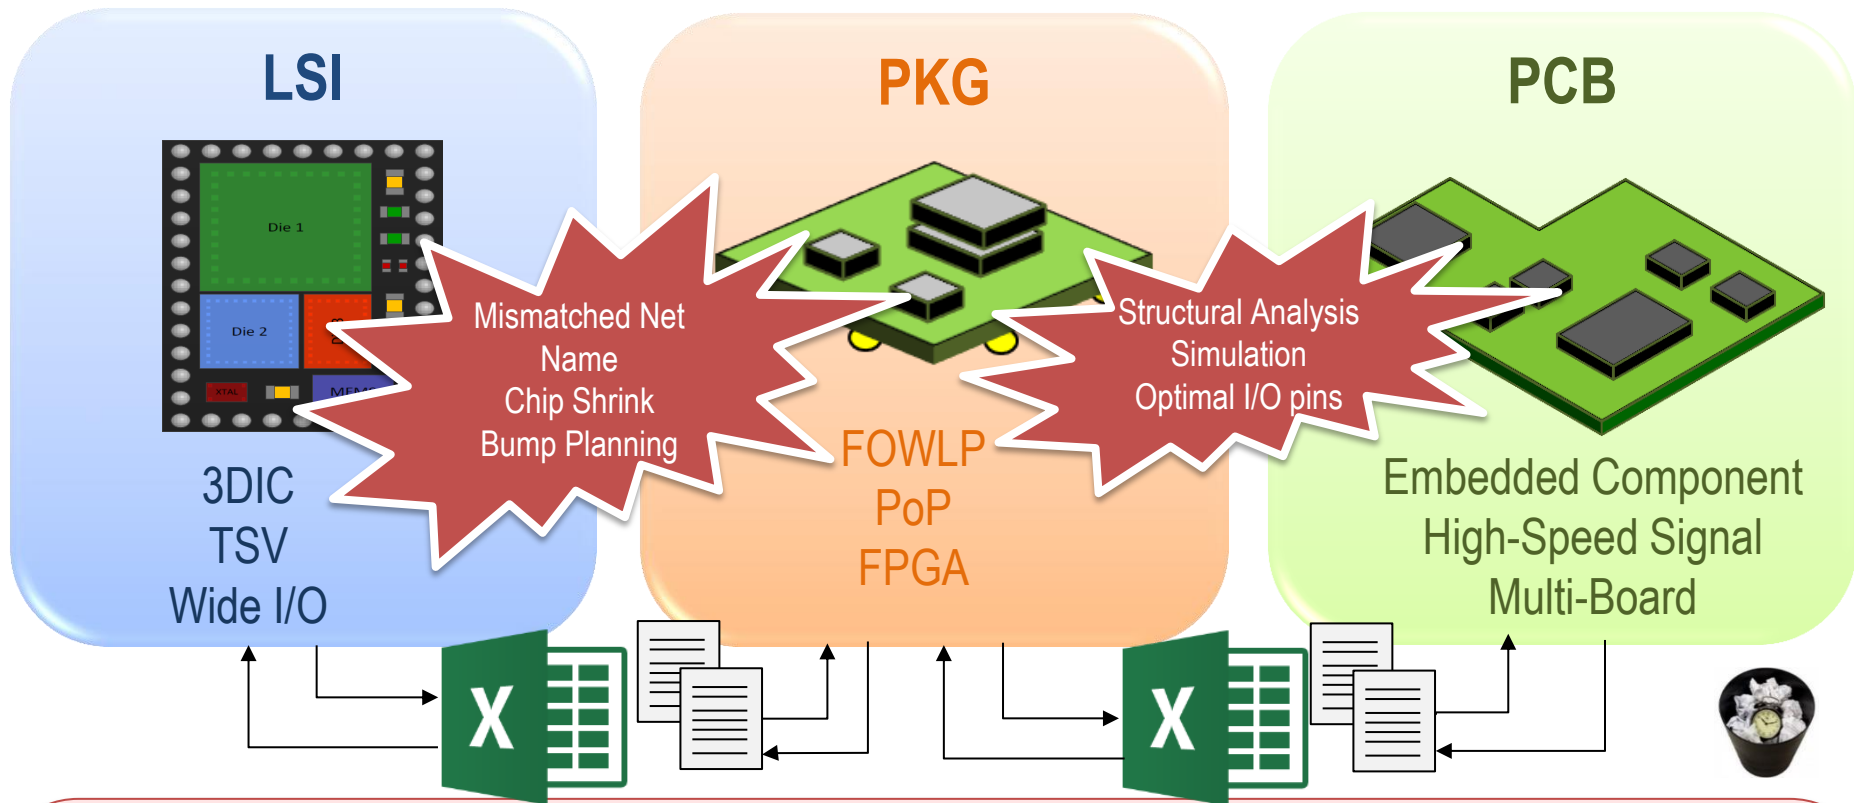 LSI
Die 1
Die 2
XTAL
3DIC
TSV
Wide I/O
Mismatched Net
Name
Chip Shrink
Bump Planning
PKG
FOWLP
PoP
FPGA
Structural Analysis
Simulation
Optimal I/O pins
PCB
Embedded Component
High-Speed Signal
Multi-Board
X
X